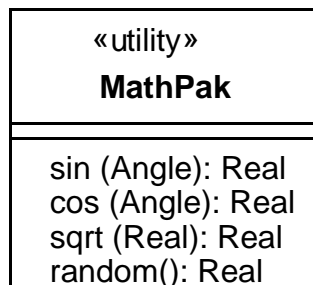 «utility»
MathPak
sin (Angle): Real
cos (Angle): Real
sqrt (Real): Real
random(): Real